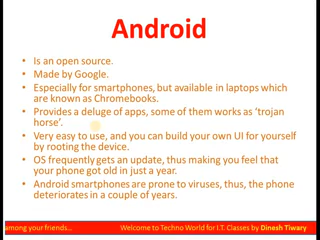 Android
• Is an open source.
• Made by Google.
• Especially for smartphones, but available in laptops which
are known as Chromebooks.
• Provides a deluge of apps, some of them works as ‘trojan
horse’.
• Very easy to use, and you can build your own UI for yourself
by rooting the device.
• OS frequently gets an update, thus making you feel that
your phone got old in just a year.
• Android smartphones are prone to viruses, thus, the phone
deteriorates in a couple of years.
among your friends... Welcome to Techno World for I.T. Classes by Dinesh Tiwary